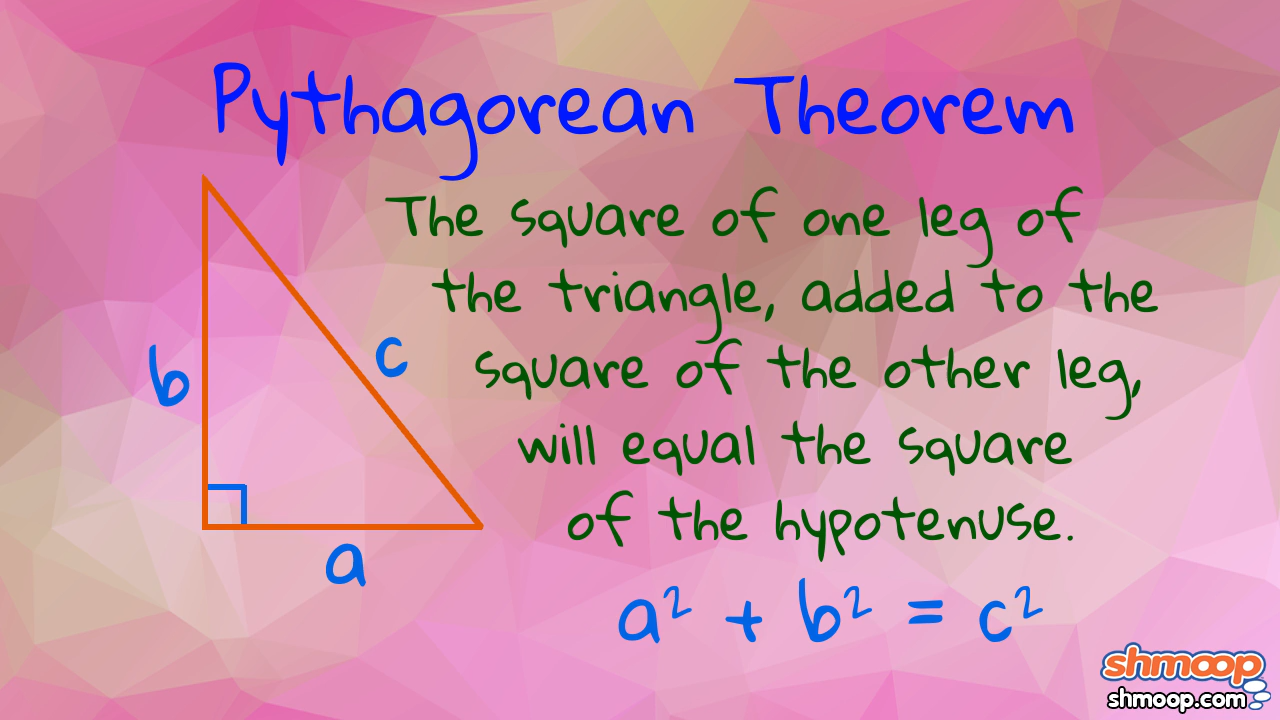 Pythagorean Theorem
The square of one leg of
the triangle, added to the
square of the other leg,
will equal the square
of the hypotenuse.
b
c
a
a² + b² = c²
shmoop
shmoop.com